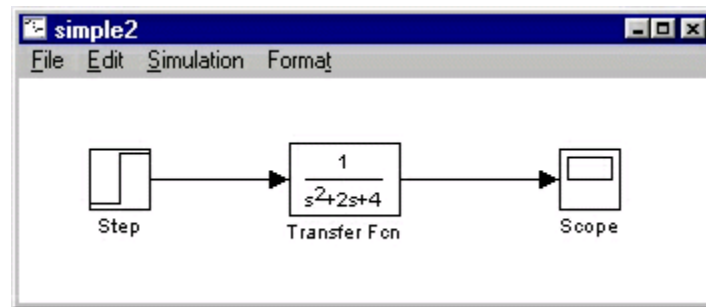 simple2
File Edit Simulation Format
1
s²+2s+4
Step
Transfer Fcn
Scope